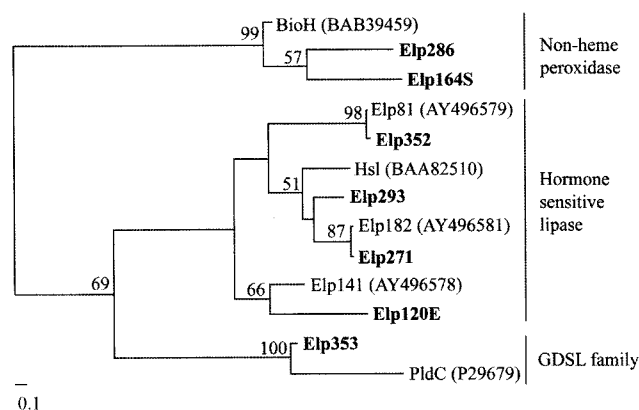 BioH (BAB39459)
99
Elp286
57
Elp164S
Non-heme
peroxidase
98
Elp81 (AY496579)
Elp352
Hsl (BAA82510)
51
Elp293
Elp182 (AY496581)
87
Elp271
Hormone
sensitive
lipase
Elp141 (AY496578)
66
Elp120E
69
Elp353
100
PldC (P29679)
GDSL family
0.1